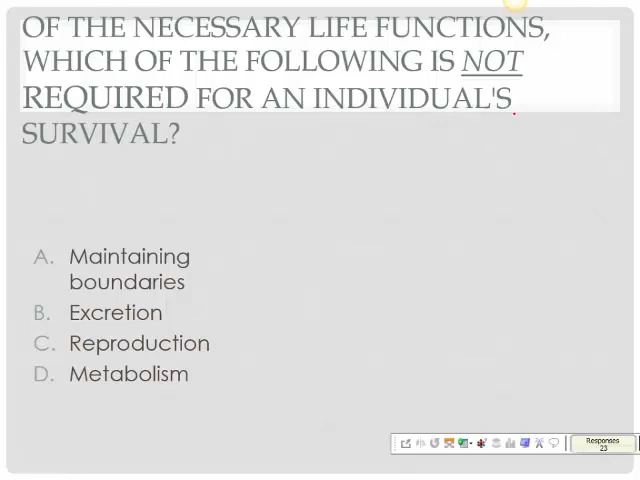 OF THE NECESSARY LIFE FUNCTIONS,
WHICH OF THE FOLLOWING IS NOT
REQUIRED FOR AN INDIVIDUAL'S
SURVIVAL?
A. Maintaining
boundaries
B. Excretion
C. Reproduction
D. Metabolism
Responses
23